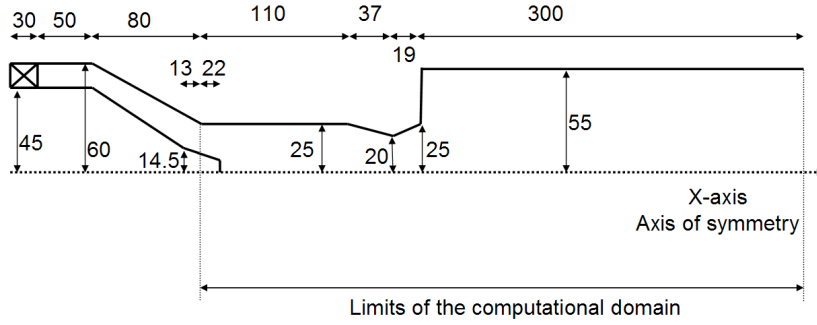 30 50 80 110 37 300
13 22 19
45 60 14.5 25 20 25 55
X-axis
Axis of symmetry
Limits of the computational domain